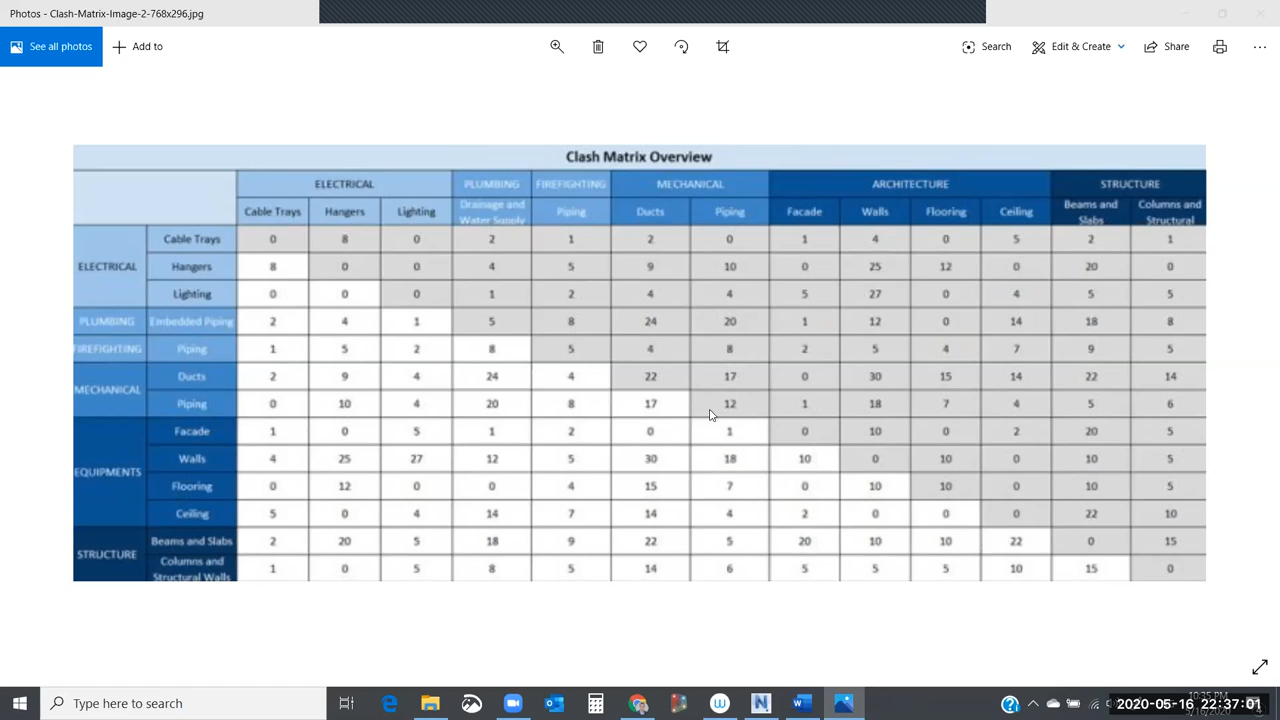 Photos - Clash-Matrix-Image-2-768x296.jpg
See all photos Add to Search Edit & Create Share
Clash Matrix Overview
ELECTRICAL PLUMBING FIREFIGHTING MECHANICAL ARCHITECTURE STRUCTURE
Cable Trays Hangers Lighting Drainage and Water Supply Piping Ducts Piping Facade Walls Flooring Ceiling Beams and Slabs Columns and Structural
ELECTRICAL
Cable Trays 0 8 0 2 1 2 0 1 4 0 5 2 1
Hangers 8 0 0 4 5 9 10 0 25 12 0 20 0
Lighting 0 0 0 1 2 4 4 5 27 0 4 5 5
PLUMBING Embedded Piping 2 4 1 5 8 24 20 1 12 0 14 18 8
FIREFIGHTING Piping 1 5 2 8 5 4 8 2 5 4 7 9 5
MECHANICAL
Ducts 2 9 4 24 4 22 17 0 30 15 14 22 14
Piping 0 10 4 20 8 17 12 1 18 7 4 5 6
EQUIPMENTS
Facade 1 0 5 1 2 0 1 0 10 0 2 20 5
Walls 4 25 27 12 5 30 18 10 0 10 0 10 5
Flooring 0 12 0 0 4 15 7 0 10 10 0 10 5
Ceiling 5 0 4 14 7 14 4 2 0 0 0 22 10
STRUCTURE
Beams and Slabs 2 20 5 18 9 22 5 20 10 10 22 0 15
Columns and Structural Walls 1 0 5 8 5 14 6 5 5 5 10 15 0
Type here to search
2020-05-16 22:37:01